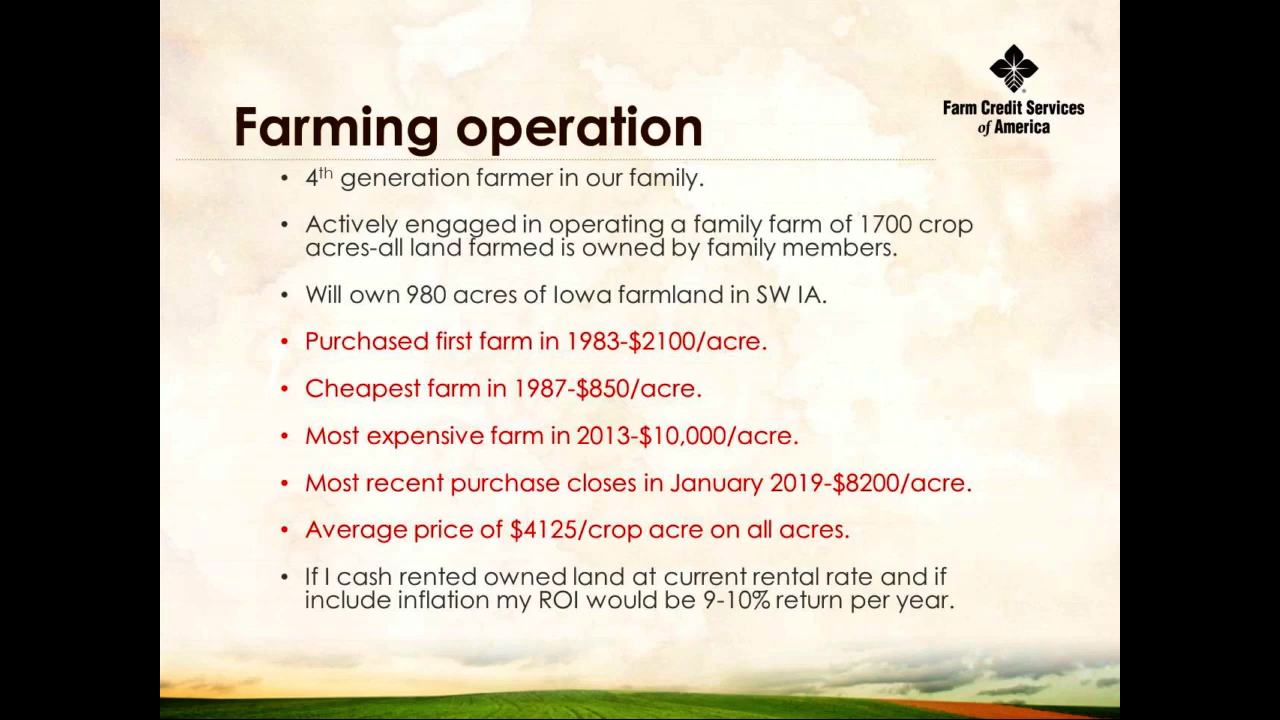 Farm Credit Services
of America
Farming operation
• 4th generation farmer in our family.
• Actively engaged in operating a family farm of 1700 crop
acres-all land farmed is owned by family members.
• Will own 980 acres of Iowa farmland in SW IA.
• Purchased first farm in 1983-$2100/acre.
• Cheapest farm in 1987-$850/acre.
• Most expensive farm in 2013-$10,000/acre.
• Most recent purchase closes in January 2019-$8200/acre.
• Average price of $4125/crop acre on all acres.
• If I cash rented owned land at current rental rate and if
include inflation my ROI would be 9-10% return per year.